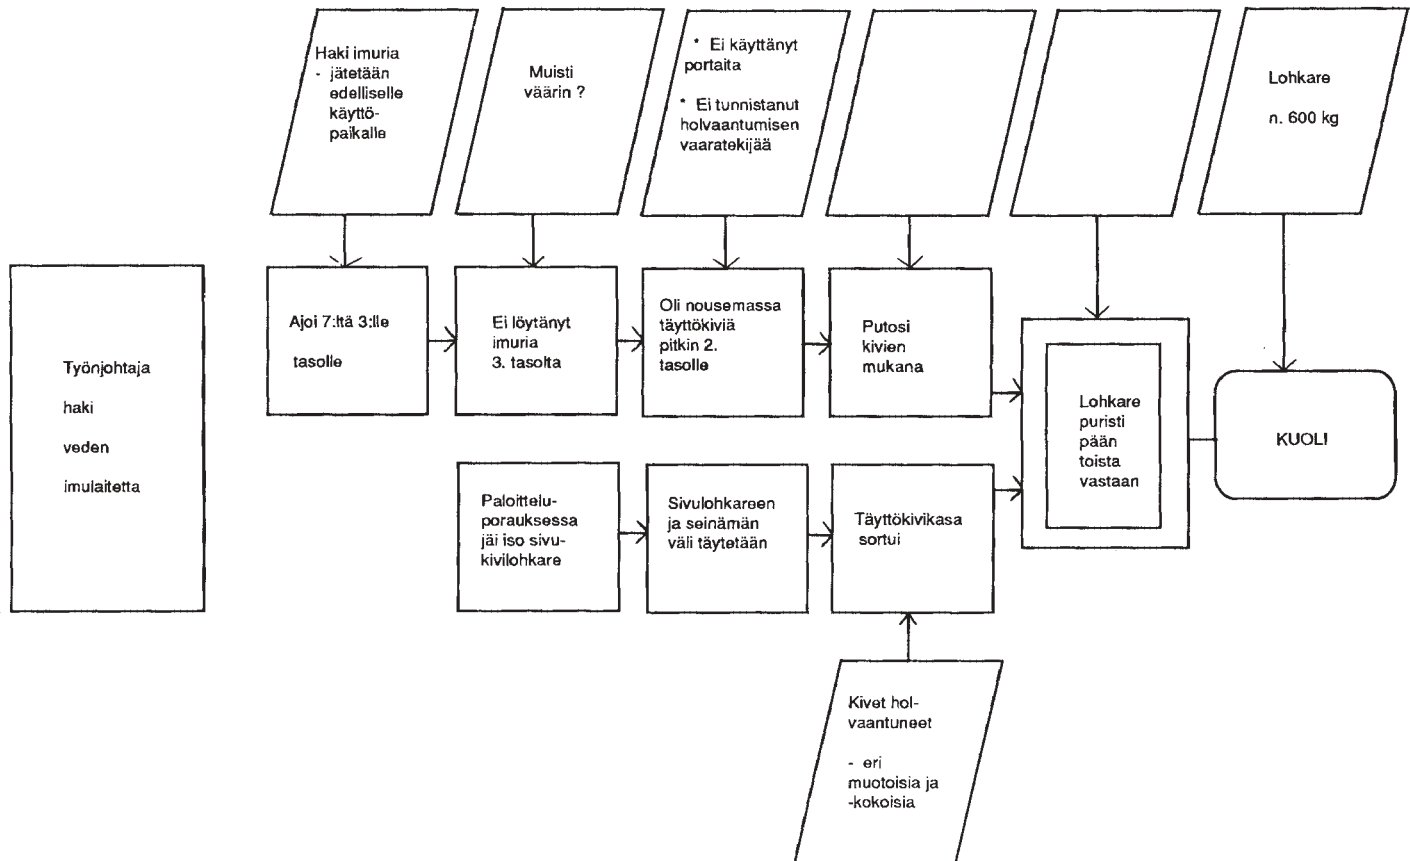 Haki imuria
- jätetään
edelliselle
käyttö-
paikalle
Muisti
väärin ?
* Ei käyttänyt
portaita
* Ei tunnistanut
holvaantumisen
vaaratekijää
Lohkare
n. 600 kg
Työnjohtaja
haki
veden
imulaitetta
Ajoi 7:ltä 3:lle
tasolle
Ei löytänyt
imuria
3. tasolta
Oli nousemassa
täyttökiviä
pitkin 2.
tasolle
Putosi
kivien
mukana
Lohkare
puristi
pään
toista
vastaan
KUOLI
Paloittelu-
porauksessa
jäi iso sivu-
kivilohkare
Sivulohkareen
ja seinämän
väli täytetään
Täyttökivikasa
sortui
Kivet hol-
vaantuneet
- eri
muotoisia ja
-kokoisia